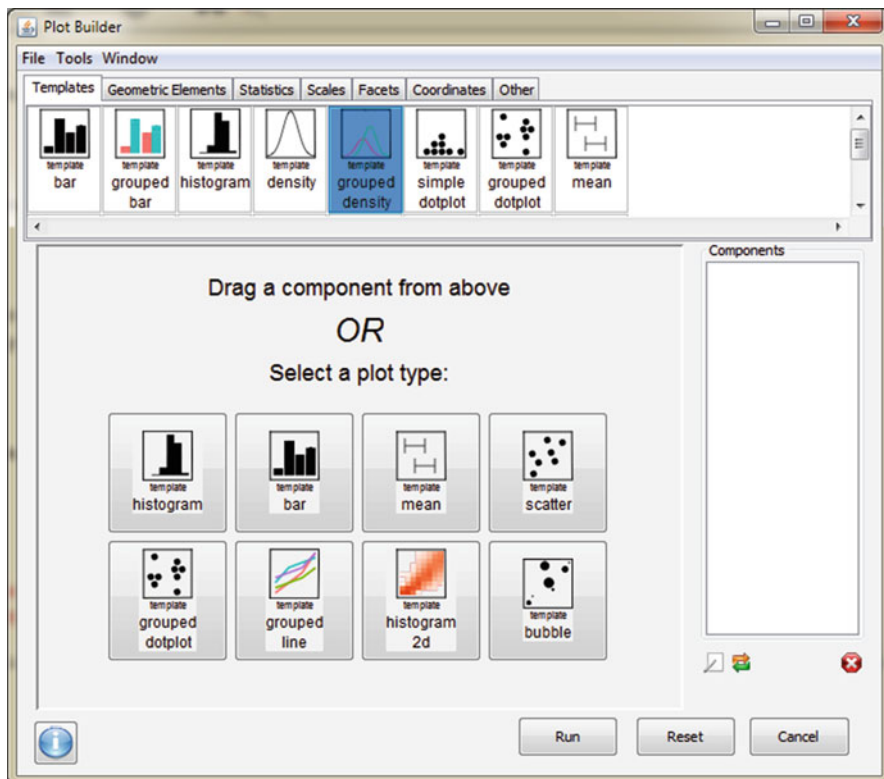 Plot Builder
File Tools Window
Templates Geometric Elements Statistics Scales Facets Coordinates Other
template template template template template template template template
bar grouped histogram density grouped simple grouped mean
bar density dotplot dotplot
Components
Drag a component from above
OR
Select a plot type:
template template template template
histogram bar mean scatter
template template template template
grouped grouped histogram bubble
dotplot line 2d
Run Reset Cancel